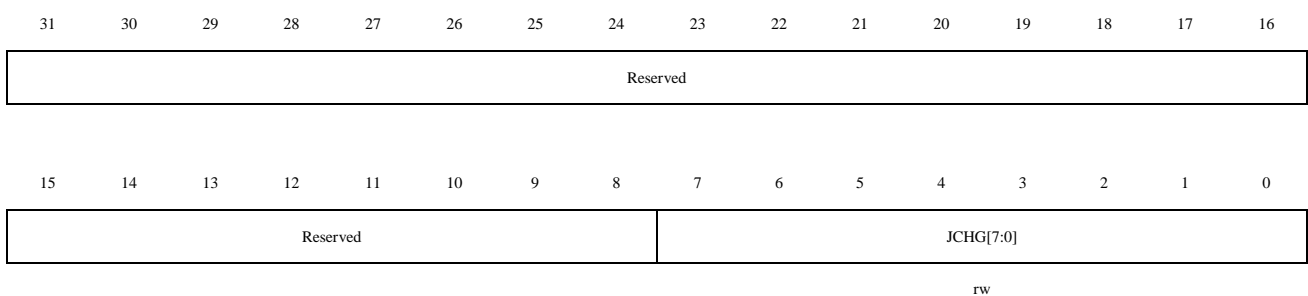 31 30 29 28 27 26 25 24 23 22 21 20 19 18 17 16
Reserved
15 14 13 12 11 10 9 8 7 6 5 4 3 2 1 0
Reserved JCHG[7:0]
rw